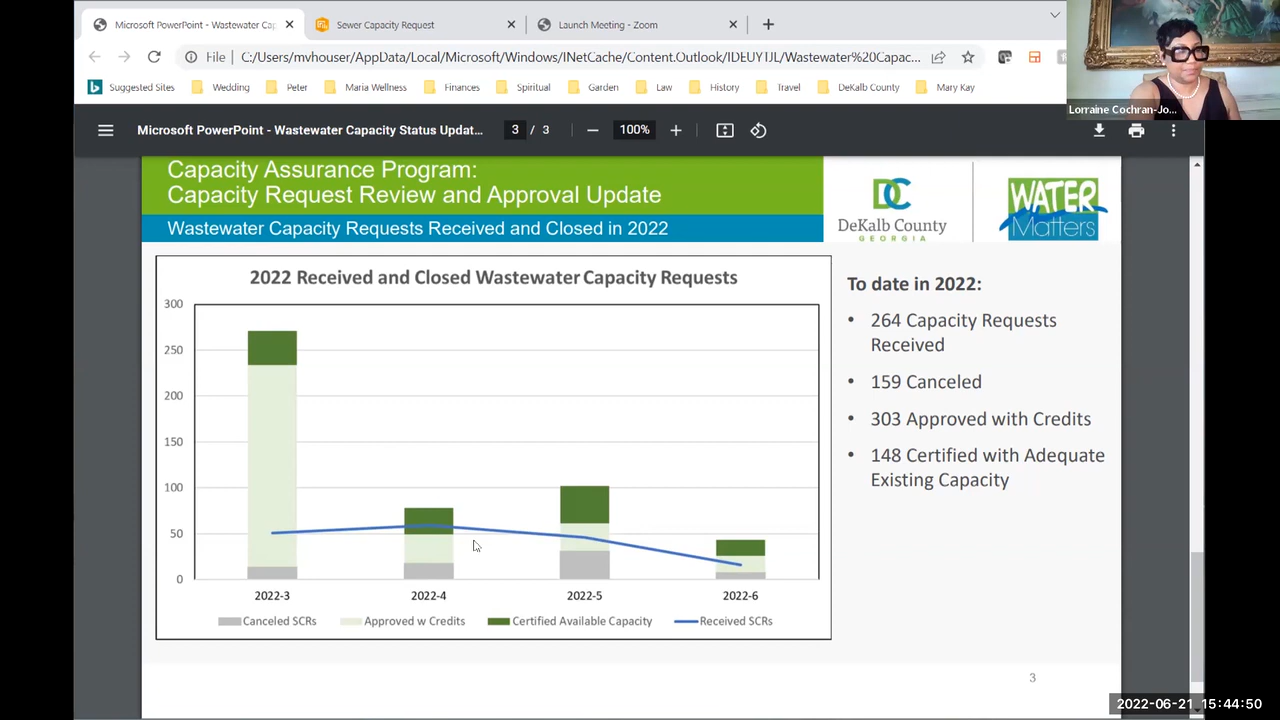 Microsoft PowerPoint - Wastewater Cap
Sewer Capacity Request
Launch Meeting - Zoom
File
C:/Users/mvhouser/AppData/Local/Microsoft/Windows/INetCache/Content.Outlook/IDEUYTJL/Wastewater%20Capac...
Suggested Sites
Wedding
Peter
Maria Wellness
Finances
Spiritual
Garden
Law
History
Travel
DeKalb County
Mary Kay
Lorraine Cochran-Jo...
Microsoft PowerPoint - Wastewater Capacity Status Updat...
3 / 3
100%
Capacity Assurance Program:
Capacity Request Review and Approval Update
Wastewater Capacity Requests Received and Closed in 2022
DC
DeKalb County
GEORGIA
WATER
Matters
2022 Received and Closed Wastewater Capacity Requests
300
250
200
150
100
50
0
2022-3
2022-4
2022-5
2022-6
Canceled SCRs
Approved w Credits
Certified Available Capacity
Received SCRs
To date in 2022:
• 264 Capacity Requests
Received
• 159 Canceled
• 303 Approved with Credits
• 148 Certified with Adequate
Existing Capacity
3
2022-06-21 15:44:50